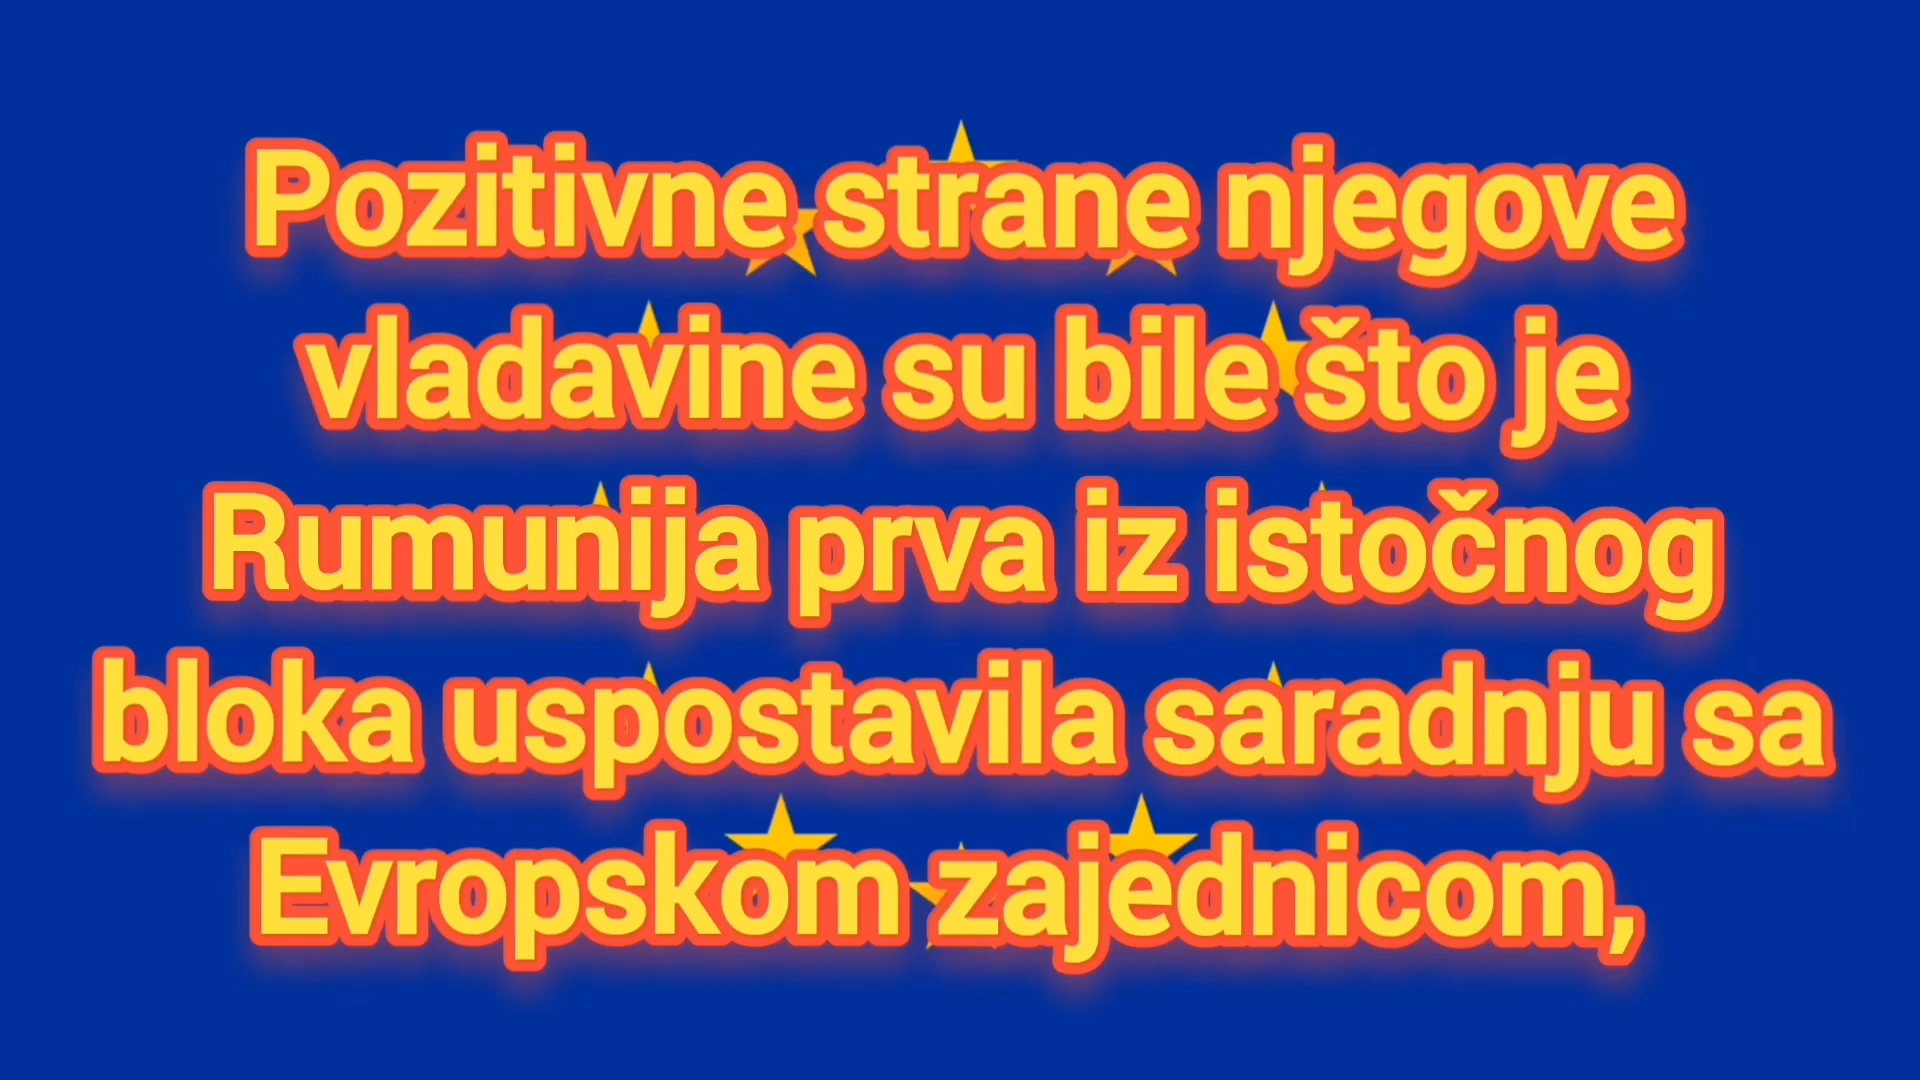 Pozitivne strane njegove
vladavine su bile što je
Rumunija prva iz istočnog
bloka uspostavila saradnju sa
Evropskom zajednicom,